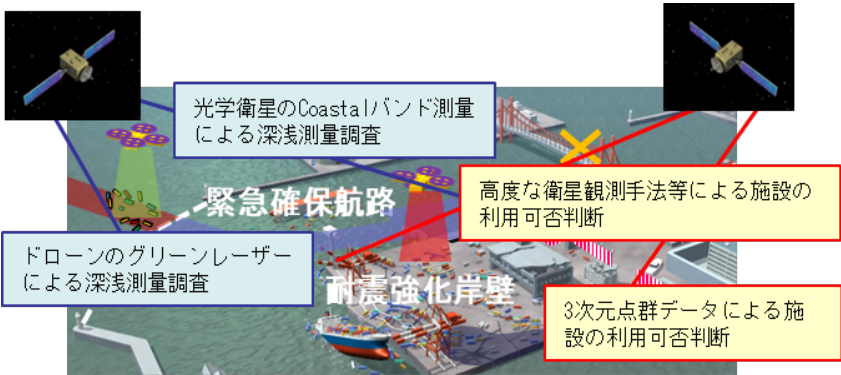 光学衛星のCoastalバンド測量
による深浅測量調査
緊急確保航路
高度な衛星観測手法等による施設の
利用可否判断
ドローンのグリーンレーザー
による深浅測量調査
耐震強化岸壁
3次元点群データによる施
設の利用可否判断